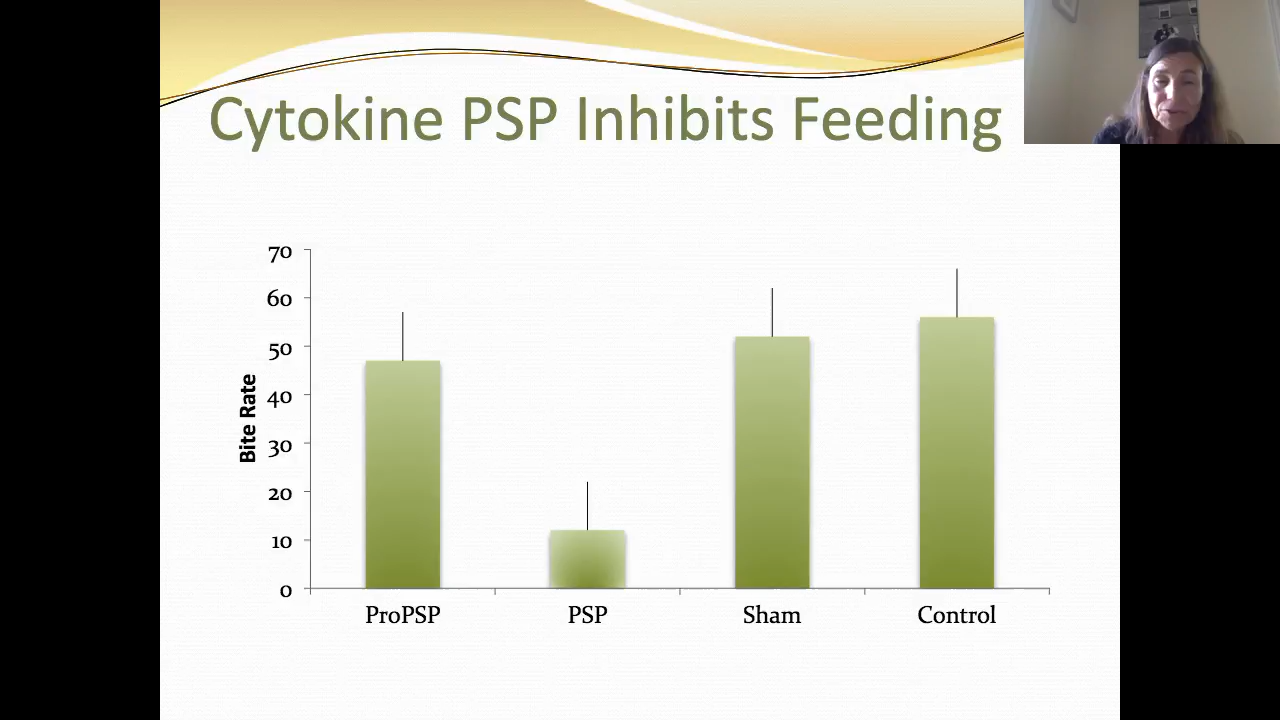 Cytokine PSP Inhibits Feeding
70
60
50
40
30
20
10
0
Bite Rate
ProPSP PSP Sham Control